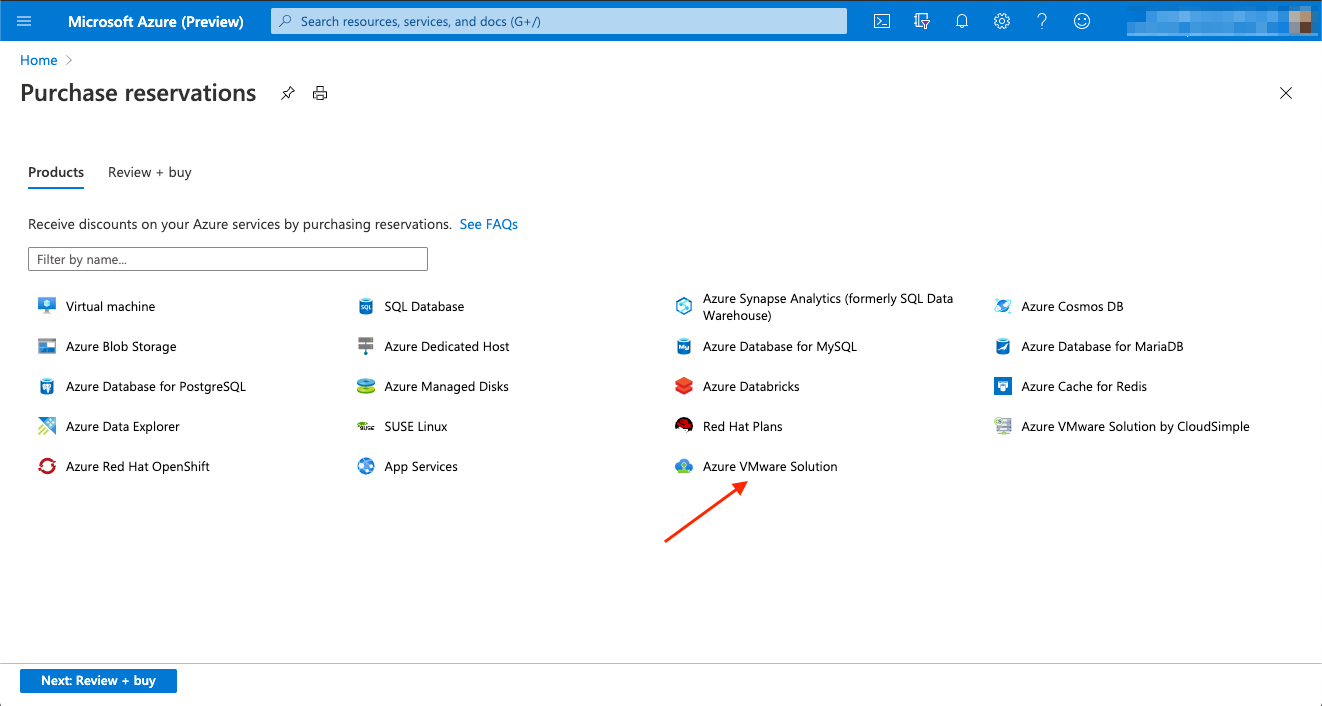 Microsoft Azure (Preview)
Search resources, services, and docs (G+/)
Home
Purchase reservations
Products
Review + buy
Receive discounts on your Azure services by purchasing reservations. See FAQs
Filter by name...
Virtual machine
SQL
SQL Database
Azure Synapse Analytics (formerly SQL Data
Warehouse)
Azure Cosmos DB
Azure Blob Storage
Azure Dedicated Host
My
Azure Database for MySQL
Azure Database for MariaDB
Azure Database for PostgreSQL
Azure Managed Disks
Azure Databricks
Azure Cache for Redis
Azure Data Explorer
SUSE
SUSE Linux
Red Hat Plans
Azure VMware Solution by CloudSimple
Azure Red Hat OpenShift
App Services
Azure VMware Solution
Next: Review + buy